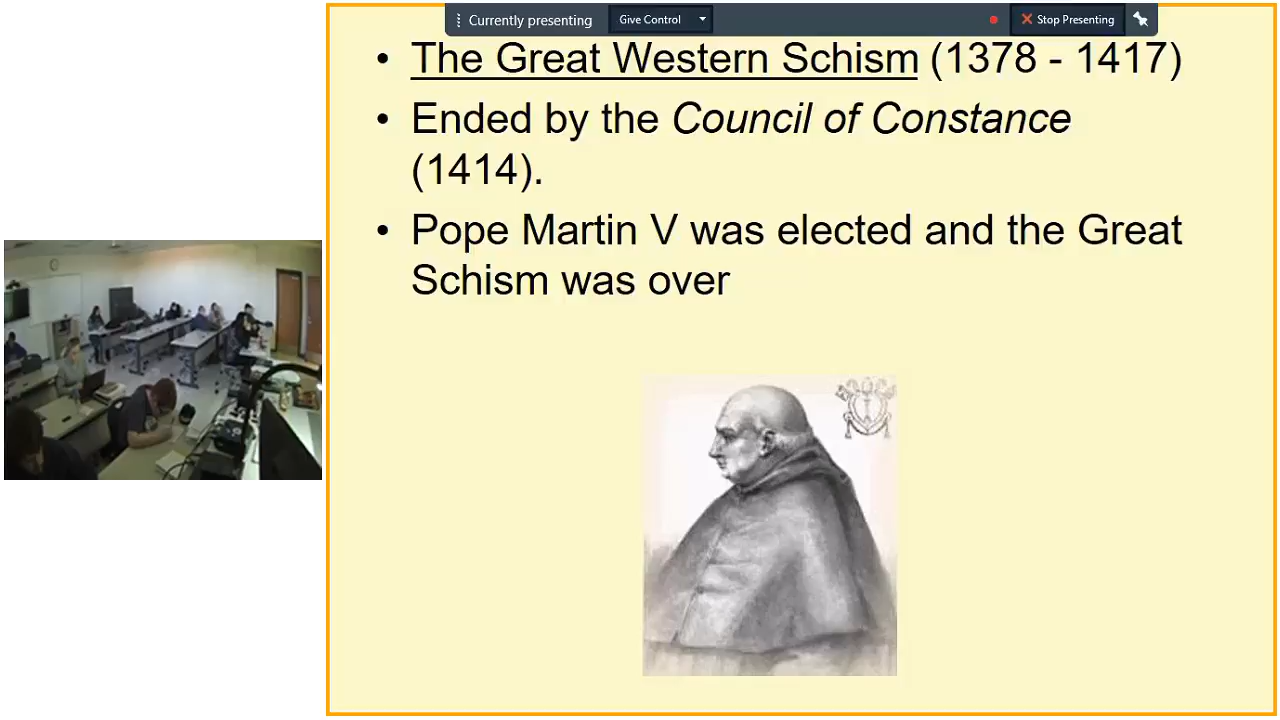 Currently presenting Give Control Stop Presenting
• The Great Western Schism (1378 - 1417)
• Ended by the Council of Constance
(1414).
• Pope Martin V was elected and the Great
Schism was over